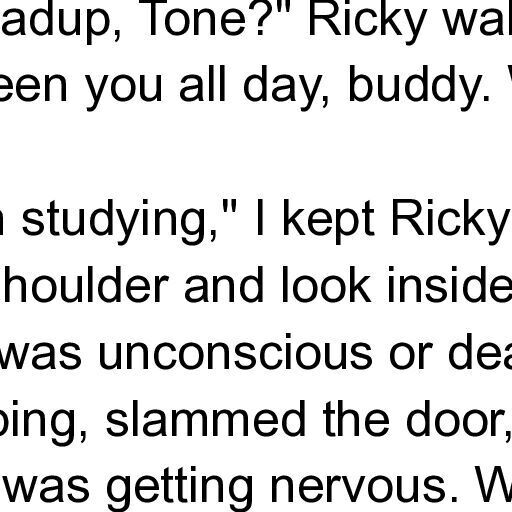 adup, Tone?" Ricky wal
een you all day, buddy.
studying," I kept Ricky
houlder and look inside
was unconscious or dea
ping, slammed the door,
was getting nervous. W